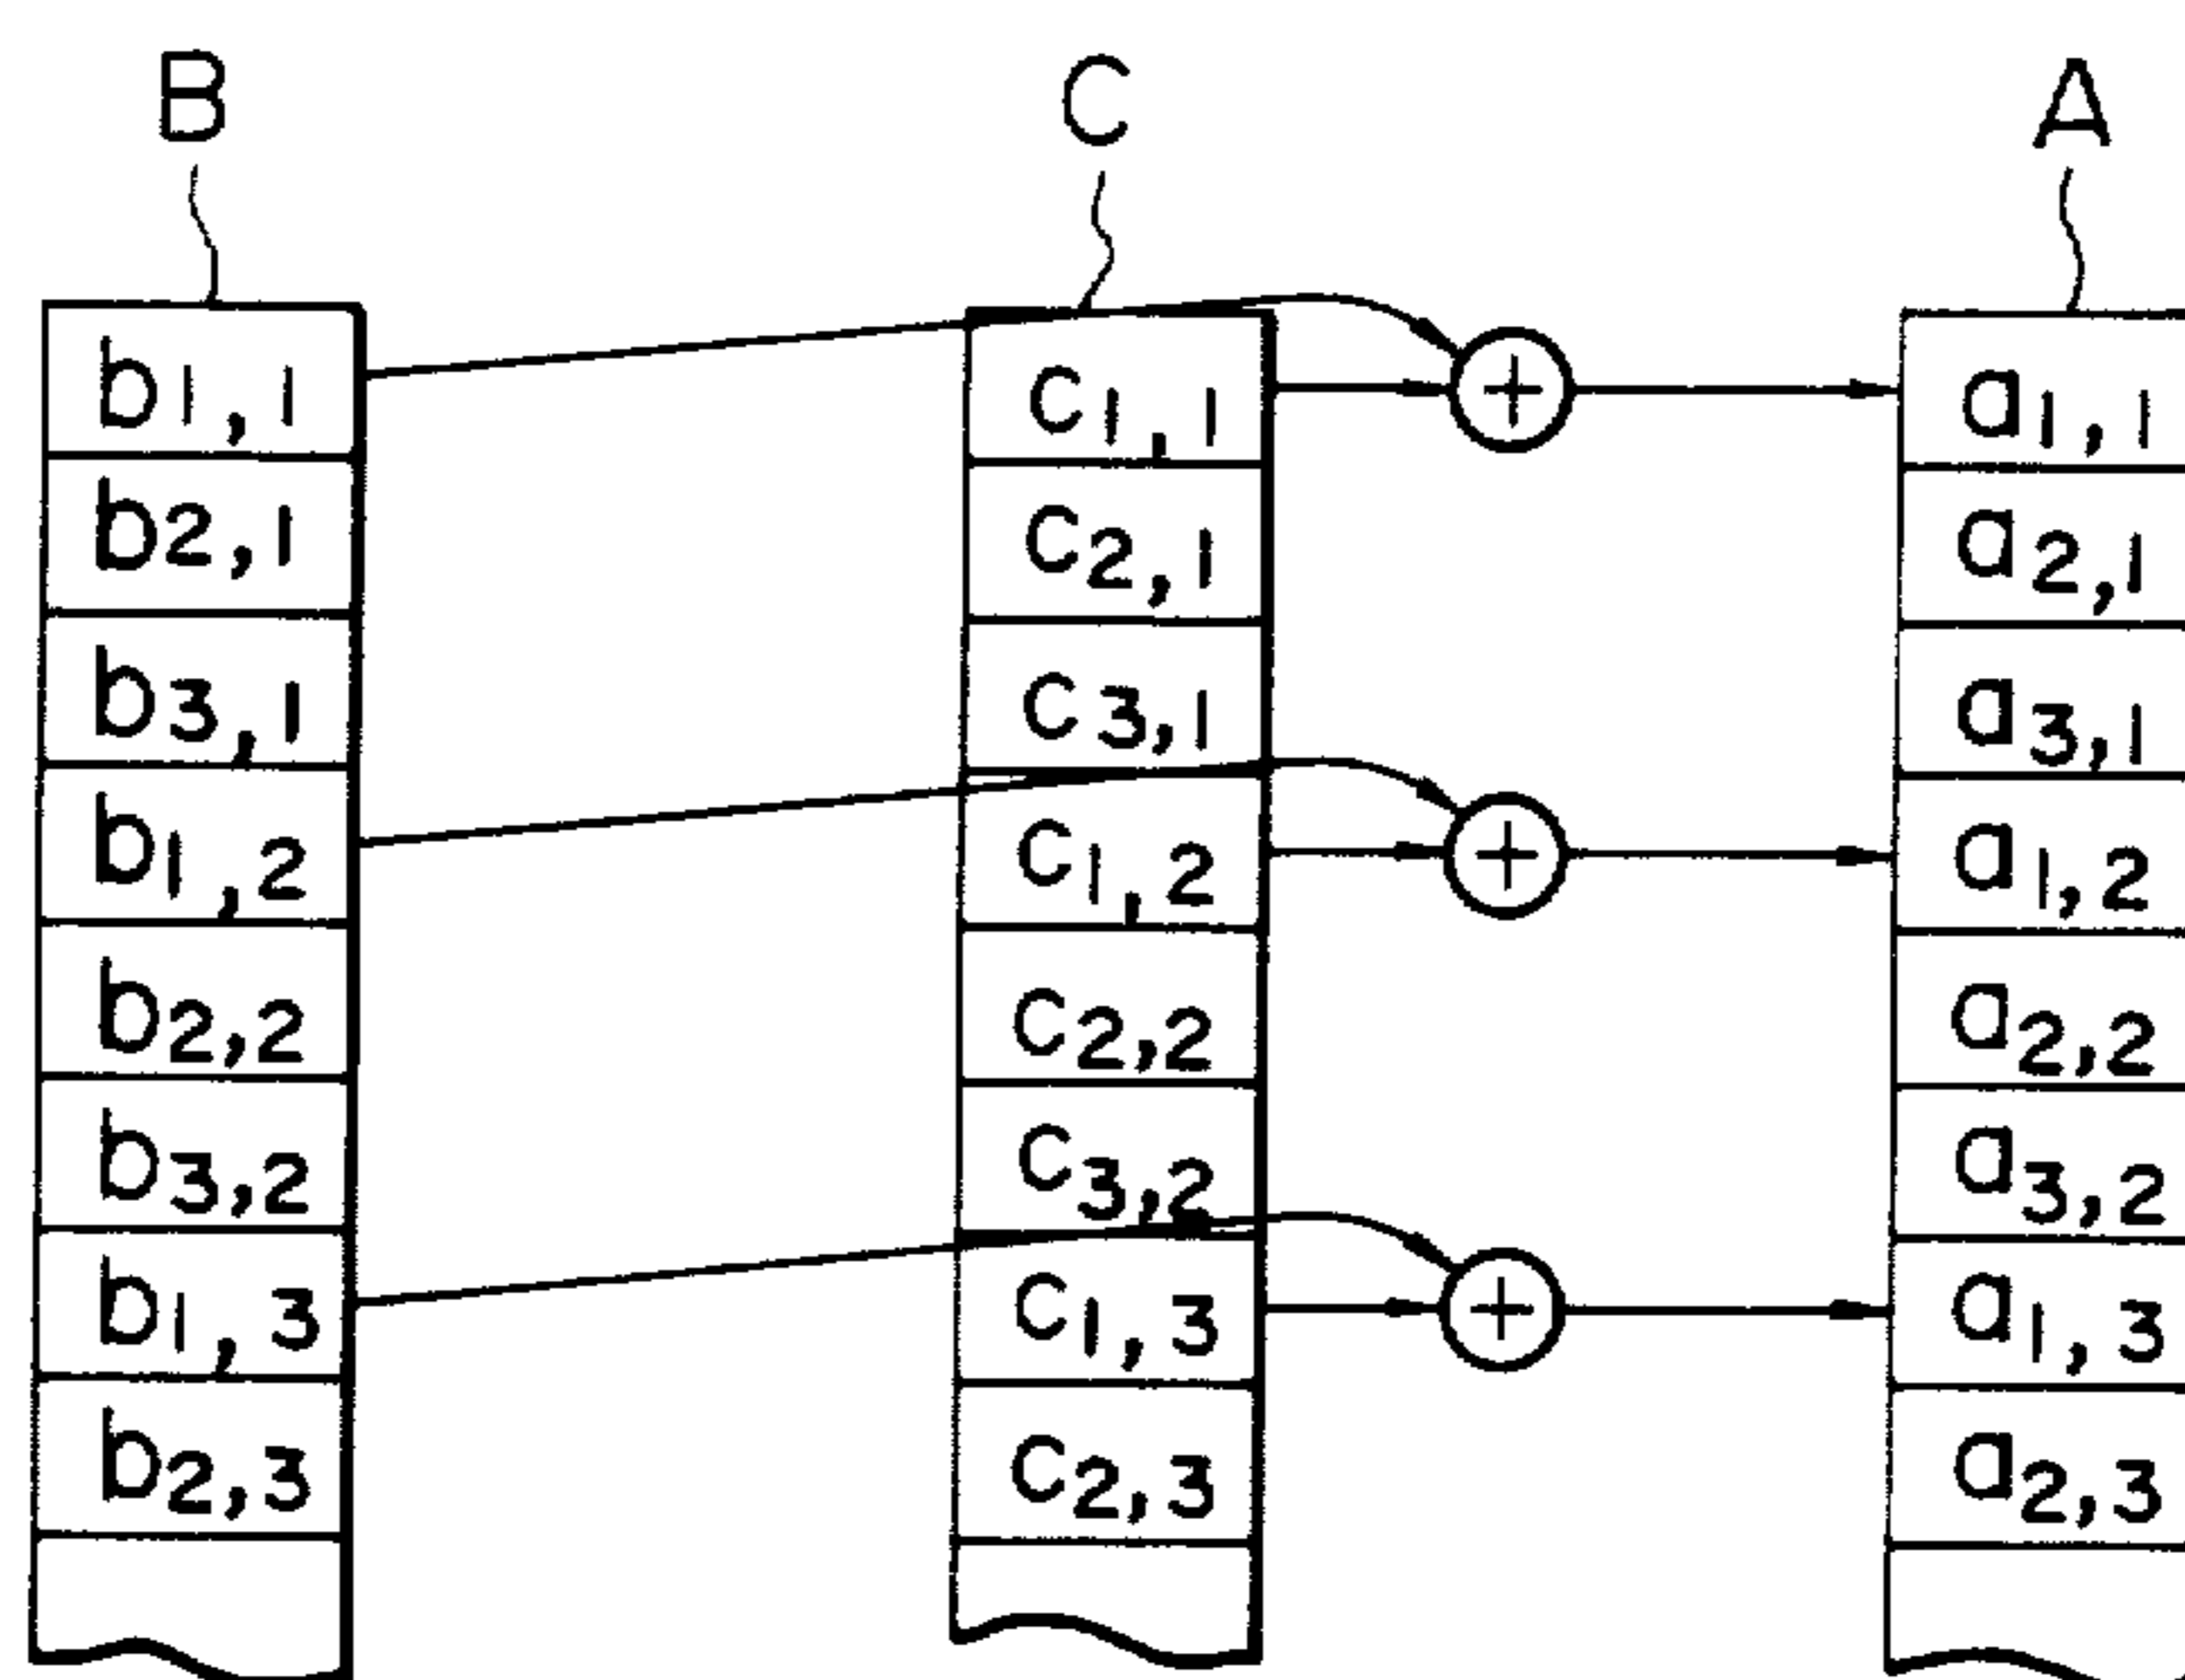 B C A
b1,1 c1,1 + a1,1
b2,1 c2,1 a2,1
b3,1 c3,1 a3,1
b1,2 c1,2 + a1,2
b2,2 c2,2 a2,2
b3,2 c3,2 a3,2
b1,3 c1,3 + a1,3
b2,3 c2,3 a2,3